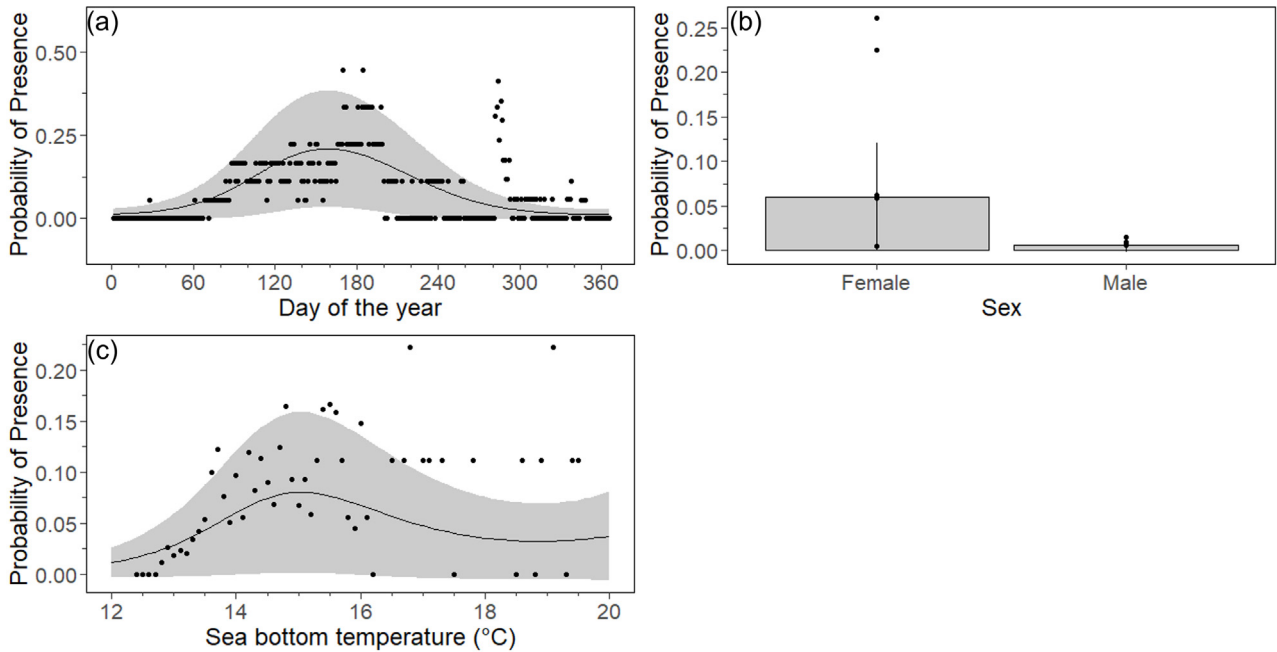 (a)
Probability of Presence
0.50
0.25
0.00
0 60 120 180 240 300 360
Day of the year
(b)
Probability of Presence
0.25
0.20
0.15
0.10
0.05
0.00
Female Male
Sex
(c)
Probability of Presence
0.20
0.15
0.10
0.05
0.00
12 14 16 18 20
Sea bottom temperature (°C)